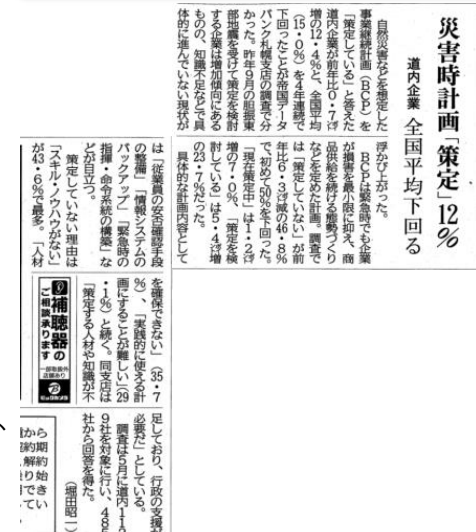 災害時計画「策定」12%
道内企業 全国平均下回る
自然災害などを想定した
事業継続計画(BCP)を
「策定している」と答えた
道内企業が前年比0・7㌽
増の12・4%と、全国平均
(15・0%)を4年連続で
下回ったことが帝国データ
バンク札幌支店の調査で分
かった。昨年9月の胆振東
部地震を受けて策定を検討
する企業は増加傾向にある
ものの、知識不足などで具
体的に進んでいない現状が
浮かび上がった。
BCPは緊急時でも企業
が損害を最小限に抑え、商
品供給を続ける態勢づくり
などを定めた計画。調査で
は「策定していない」が前
年比6・3㌽減の46・8%
で、初めて50%を下回った。
「現在策定中」は1・2㌽
増の7・0%、「策定を検
討している」は5・4㌽増
の23・7%だった。
具体的な計画内容として
は「従業員の安否確認手段
の整備」「情報システムの
バックアップ」「緊急時の
指揮・命令系統の構築」な
どが目立つ。
策定していない理由は
「スキル・ノウハウがない」
が43・6%で最多。「人材
を確保できない」(35・7
%)、「実践的に使える計
画にすることが難しい」(29
・1%)と続く。同支店は
「策定する人材や知識が不
足しており、行政の支援が
必要だ」としている。
調査は5月に道内11
9社を対象に行い、485
社から回答を得た。
(堀田昭一)
補聴器の
ご相談承ります
一部取扱外
店舗あり
から
期約
始き